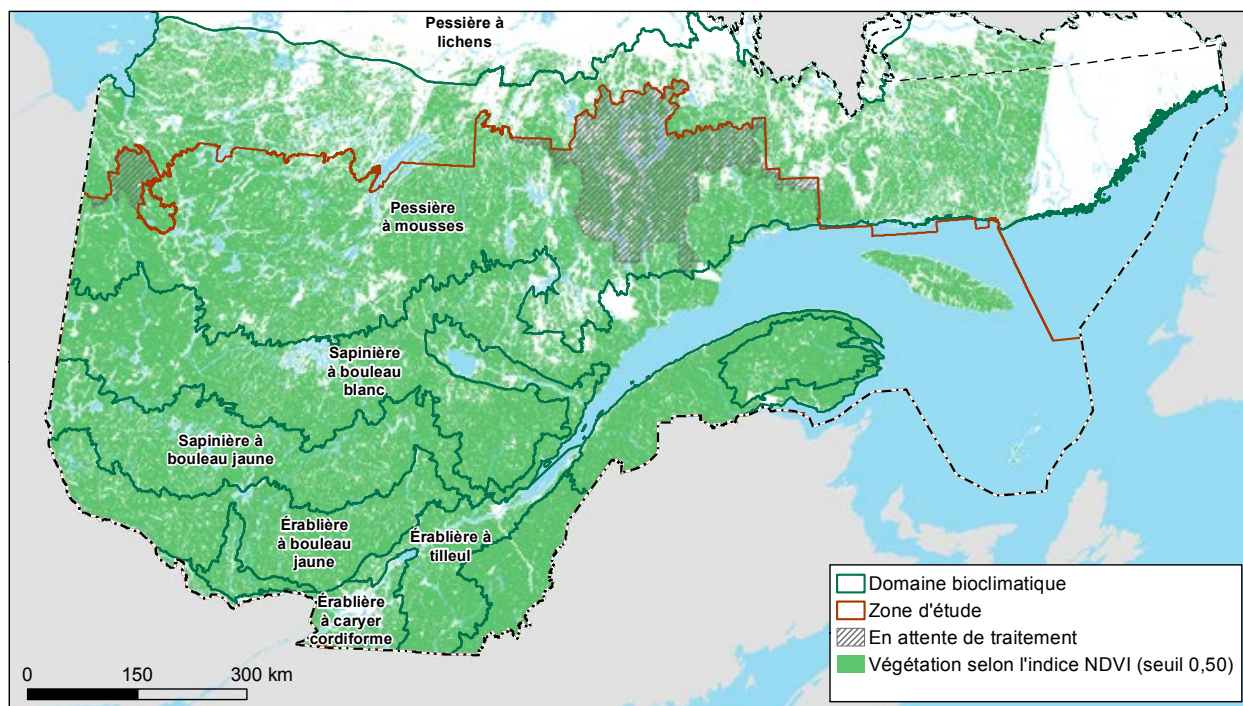 Pessière à
lichens
Pessière
à mousses
Sapinière
à bouleau
blanc
Sapinière à
bouleau jaune
Érablière
à bouleau
jaune
Érablière à
tilleul
Érablière
à caryer
cordiforme
Domaine bioclimatique
Zone d'étude
En attente de traitement
Végétation selon l'indice NDVI (seuil 0,50)
0 150 300 km